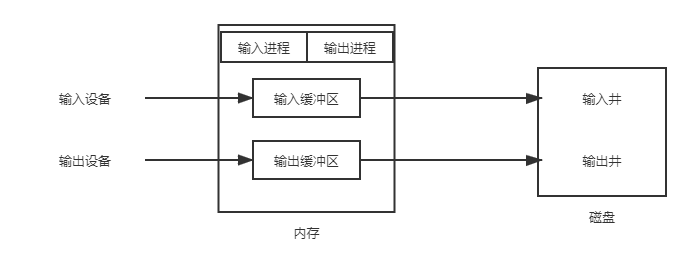 输入进程 输出进程
输入设备 输入缓冲区 输入井
输出设备 输出缓冲区 输出井
磁盘
内存